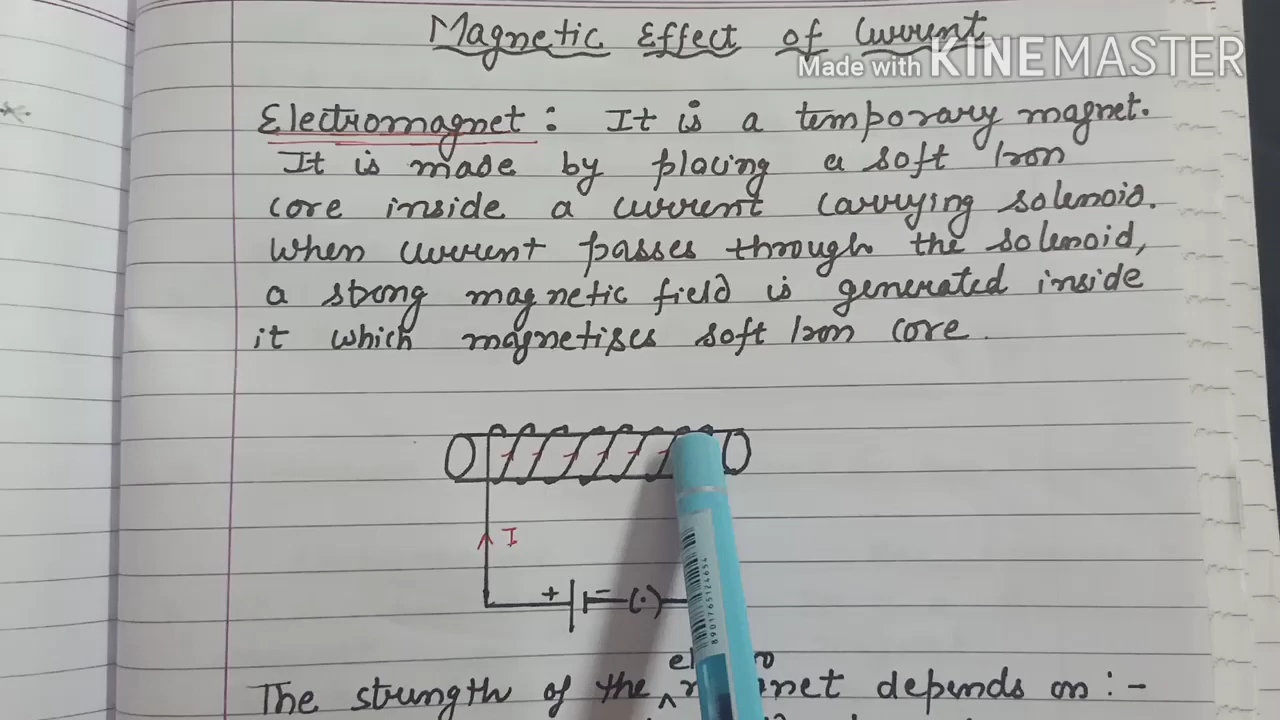 Magnetic Effect of Current
Made with KINEMASTER
Electromagnet : It is a temporary magnet.
It is made by placing a soft Iron
core inside a current carrying solenoid.
When current passes through the solenoid,
a strong magnetic field is generated inside
it which magnetises soft Iron core.
I
+ - (.)
8901765124654
The strength of the depends on :-